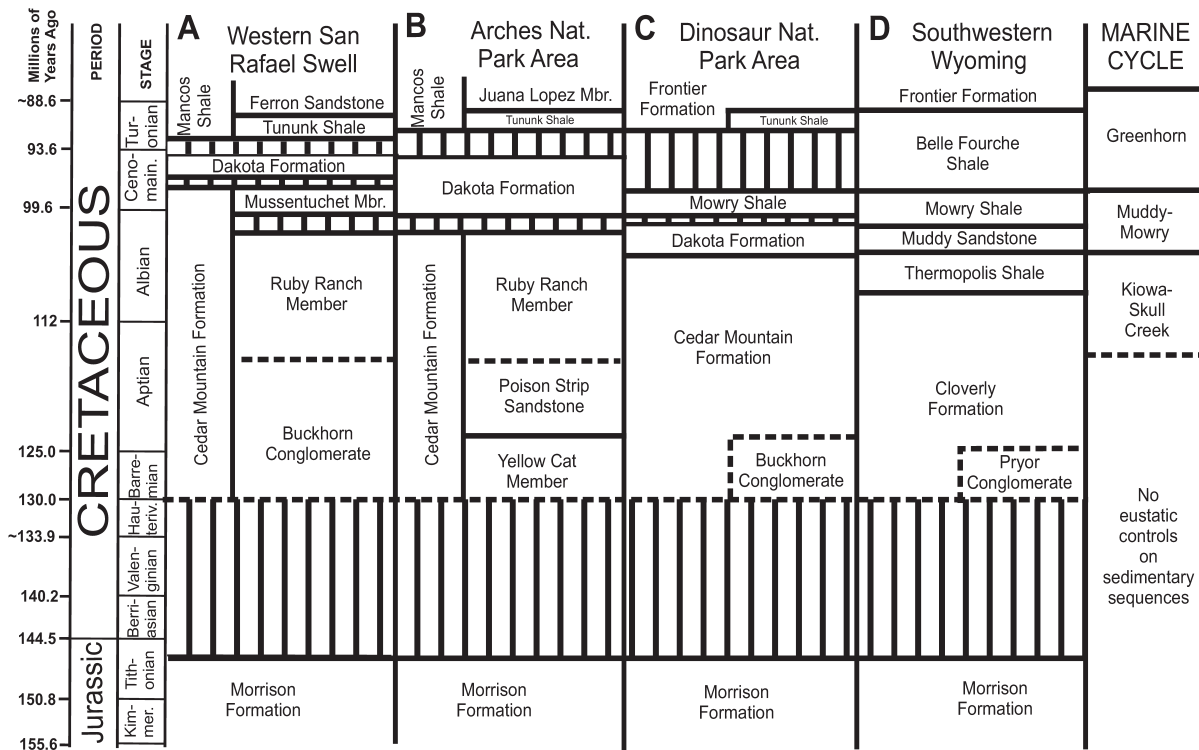 Millions of
Years Ago
PERIOD
STAGE
A
Western San
Rafael Swell
B
Arches Nat.
Park Area
C
Dinosaur Nat.
Park Area
D
Southwestern
Wyoming
MARINE
CYCLE
~88.6
93.6
99.6
112
125.0
130.0
~133.9
140.2
144.5
150.8
155.6
CRETACEOUS
Jurassic
Tur-
onian
Ceno-
main.
Albian
Aptian
Barre-
mian
Hau-
teriv.
Valen-
ginian
Berri-
asian
Tith-
onian
Kim-
mer.
Mancos
Shale
Ferron Sandstone
Tununk Shale
Dakota Formation
Mussentuchet Mbr.
Cedar Mountain Formation
Ruby Ranch
Member
Buckhorn
Conglomerate
Morrison
Formation
Mancos
Shale
Juana Lopez Mbr.
Tununk Shale
Dakota Formation
Cedar Mountain Formation
Ruby Ranch
Member
Poison Strip
Sandstone
Yellow Cat
Member
Morrison
Formation
Frontier
Formation
Tununk Shale
Mowry Shale
Dakota Formation
Cedar Mountain
Formation
Buckhorn
Conglomerate
Morrison
Formation
Frontier Formation
Belle Fourche
Shale
Mowry Shale
Muddy Sandstone
Thermopolis Shale
Cloverly
Formation
Pryor
Conglomerate
Morrison
Formation
Greenhorn
Muddy-
Mowry
Kiowa-
Skull
Creek
No
eustatic
controls
on
sedimentary
sequences